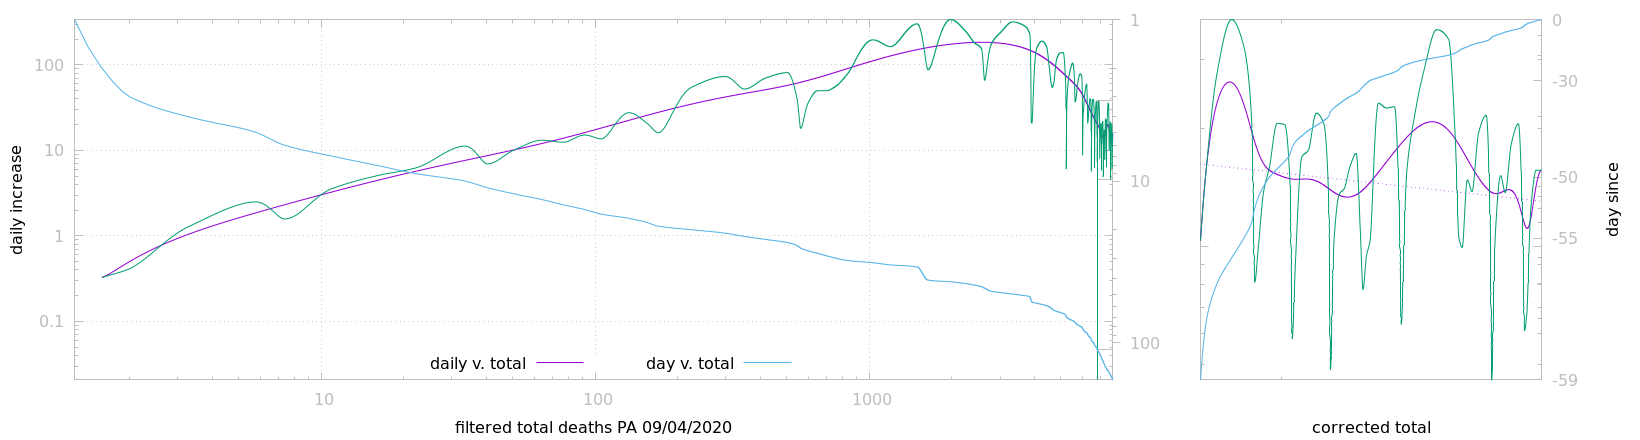 daily increase
100
10
1
0.1
10
100
1000
1
10
100
daily v. total
day v. total
filtered total deaths PA 09/04/2020
0
-30
-50
-55
-59
day since
corrected total